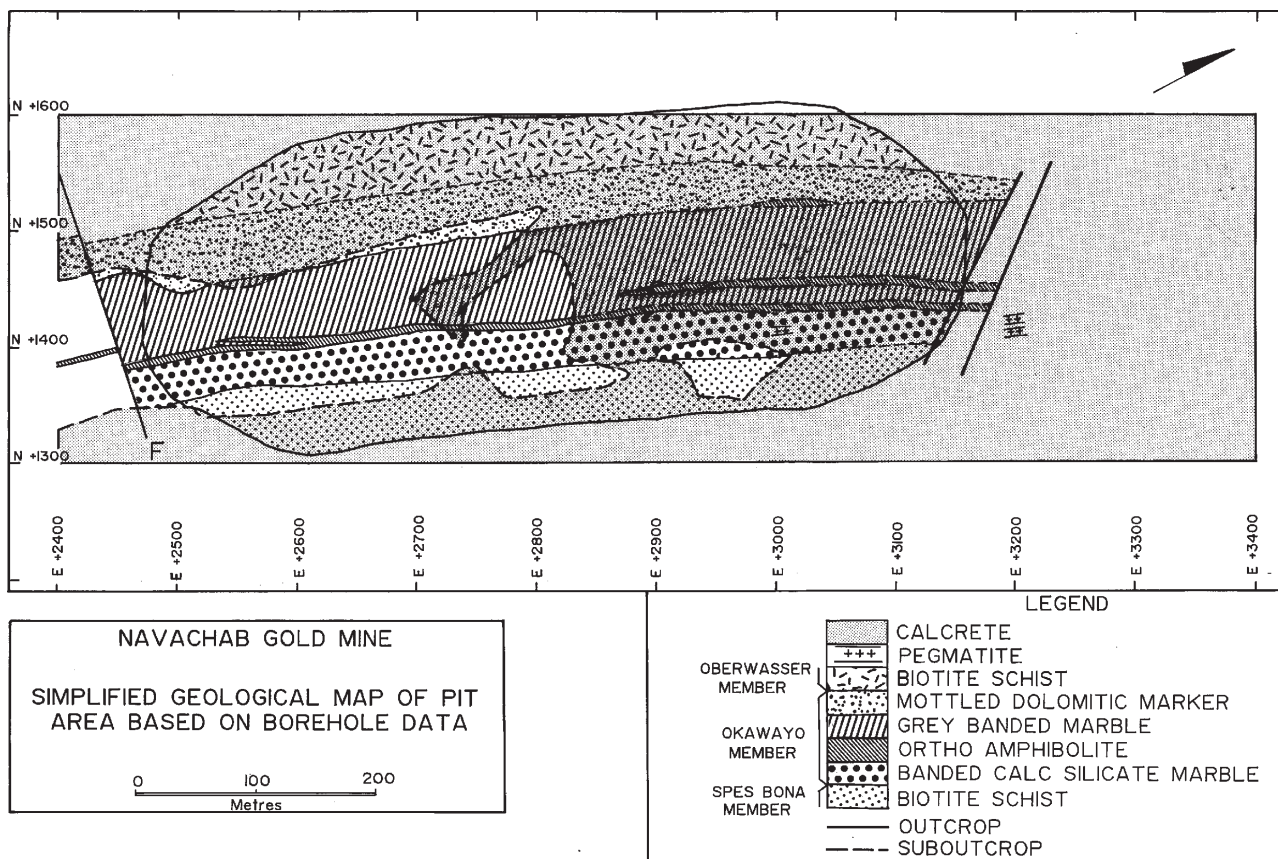 N +1600
N +1500
N +1400
N +1300
F
E +2400
E +2500
E +2600
E +2700
E +2800
E +2900
E +3000
E +3100
E +3200
E +3300
E +3400
NAVACHAB GOLD MINE
SIMPLIFIED GEOLOGICAL MAP OF PIT
AREA BASED ON BOREHOLE DATA
0 100 200
Metres
LEGEND
CALCRETE
+++ PEGMATITE
OBERWASSER
MEMBER
BIOTITE SCHIST
MOTTLED DOLOMITIC MARKER
OKAWAYO
MEMBER
GREY BANDED MARBLE
ORTHO AMPHIBOLITE
BANDED CALC SILICATE MARBLE
SPES BONA
MEMBER
BIOTITE SCHIST
OUTCROP
SUBOUTCROP